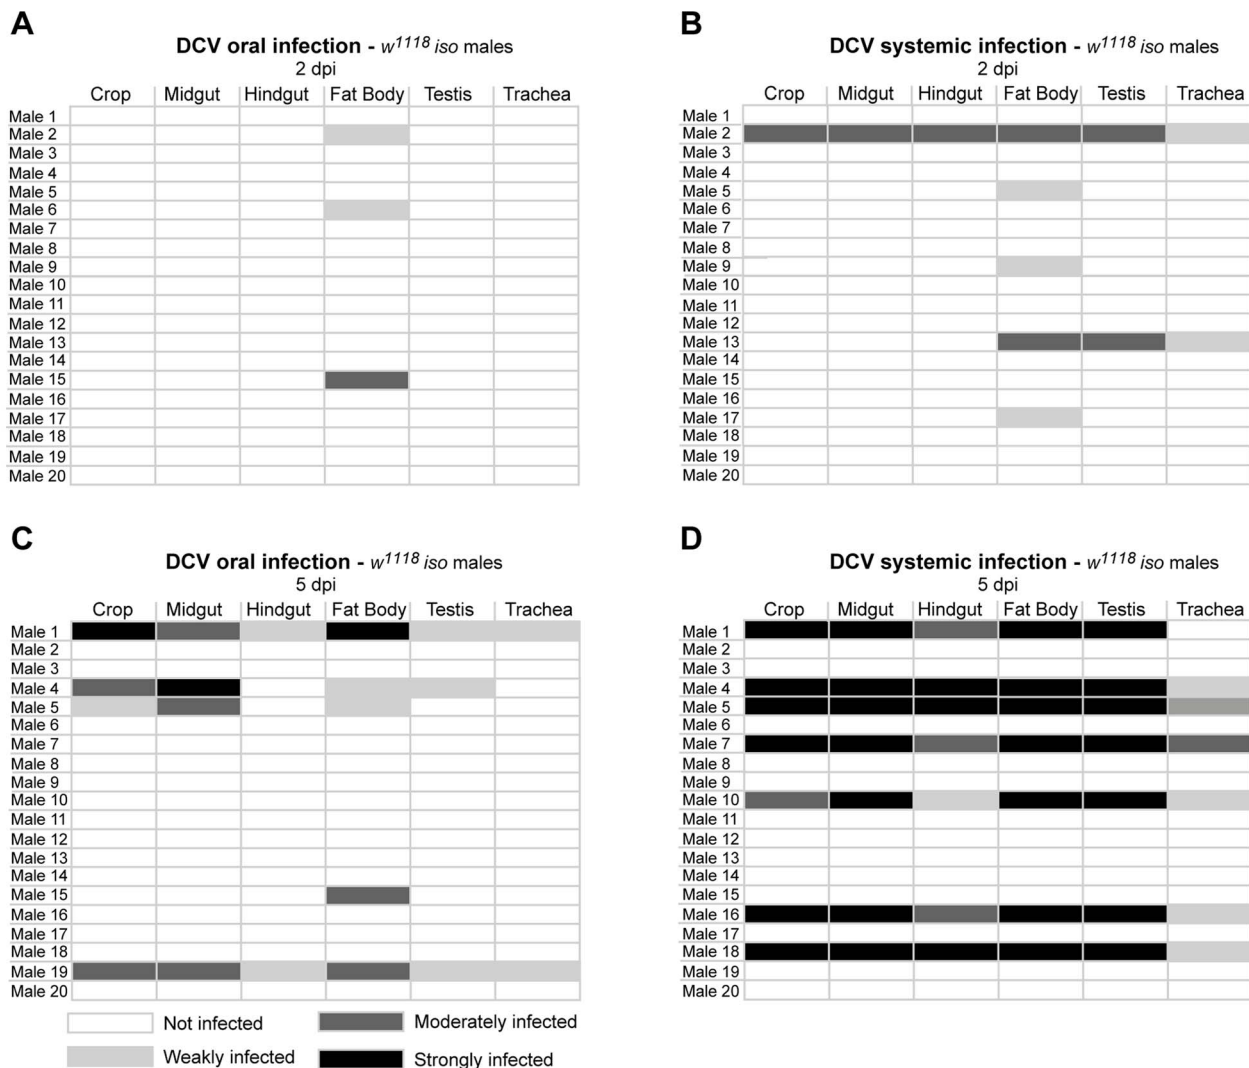 A
DCV oral infection - w1118 iso males
2 dpi
Crop Midgut Hindgut Fat Body Testis Trachea
Male 1
Male 2
Male 3
Male 4
Male 5
Male 6
Male 7
Male 8
Male 9
Male 10
Male 11
Male 12
Male 13
Male 14
Male 15
Male 16
Male 17
Male 18
Male 19
Male 20
B
DCV systemic infection - w1118 iso males
2 dpi
Crop Midgut Hindgut Fat Body Testis Trachea
Male 1
Male 2
Male 3
Male 4
Male 5
Male 6
Male 7
Male 8
Male 9
Male 10
Male 11
Male 12
Male 13
Male 14
Male 15
Male 16
Male 17
Male 18
Male 19
Male 20
C
DCV oral infection - w1118 iso males
5 dpi
Crop Midgut Hindgut Fat Body Testis Trachea
Male 1
Male 2
Male 3
Male 4
Male 5
Male 6
Male 7
Male 8
Male 9
Male 10
Male 11
Male 12
Male 13
Male 14
Male 15
Male 16
Male 17
Male 18
Male 19
Male 20
D
DCV systemic infection - w1118 iso males
5 dpi
Crop Midgut Hindgut Fat Body Testis Trachea
Male 1
Male 2
Male 3
Male 4
Male 5
Male 6
Male 7
Male 8
Male 9
Male 10
Male 11
Male 12
Male 13
Male 14
Male 15
Male 16
Male 17
Male 18
Male 19
Male 20
Not infected Moderately infected
Weakly infected Strongly infected